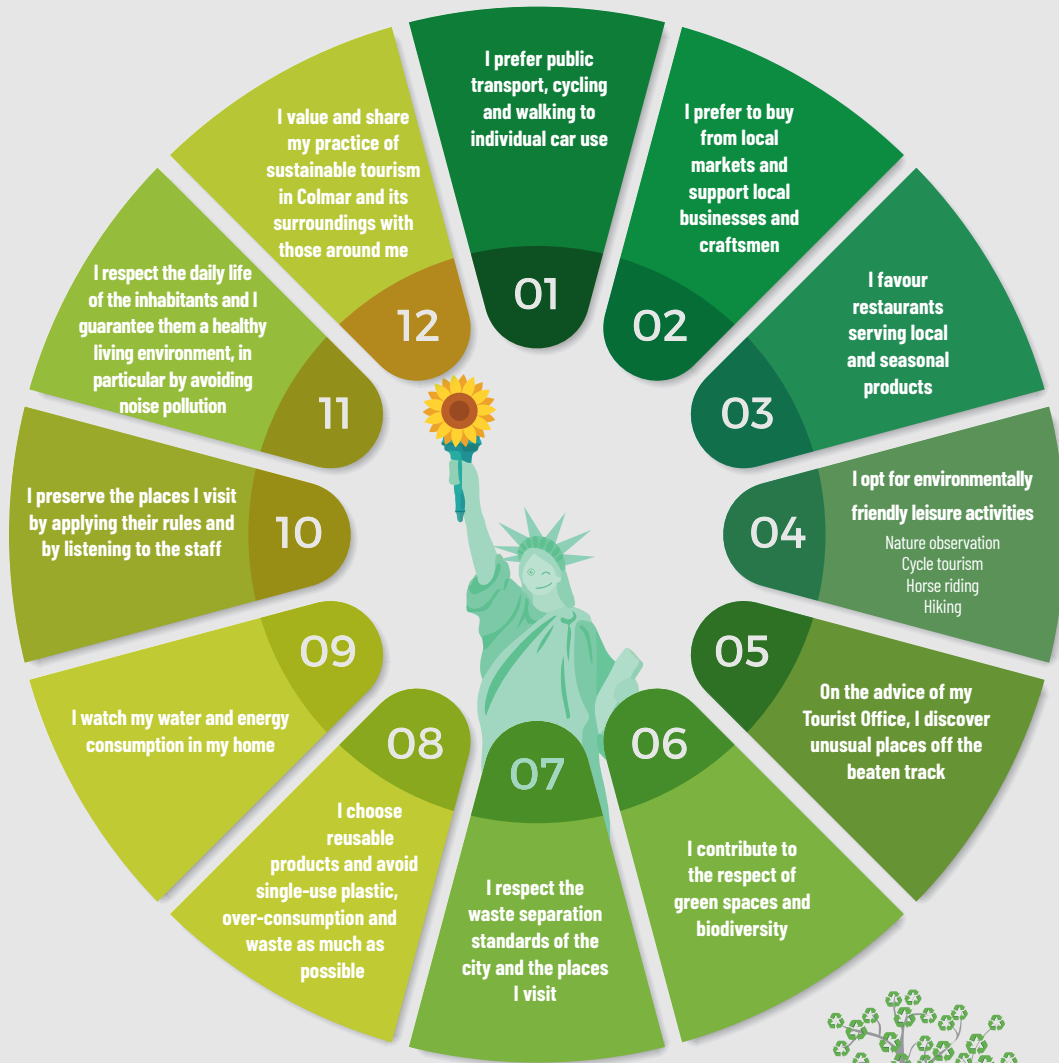 01
I prefer public
transport, cycling
and walking to
individual car use
02
I prefer to buy
from local
markets and
support local
businesses and
craftsmen
03
I favour
restaurants
serving local
and seasonal
products
04
I opt for environmentally
friendly leisure activities
Nature observation
Cycle tourism
Horse riding
Hiking
05
On the advice of my
Tourist Office, I discover
unusual places off the
beaten track
06
I contribute to
the respect of
green spaces and
biodiversity
07
I respect the
waste separation
standards of the
city and the places
I visit
08
I choose
reusable
products and avoid
single-use plastic,
over-consumption and
waste as much as
possible
09
I watch my water and energy
consumption in my home
10
I preserve the places I visit
by applying their rules and
by listening to the staff
11
I respect the daily life
of the inhabitants and I
guarantee them a healthy
living environment, in
particular by avoiding
noise pollution
12
I value and share
my practice of
sustainable tourism
in Colmar and its
surroundings with
those around me